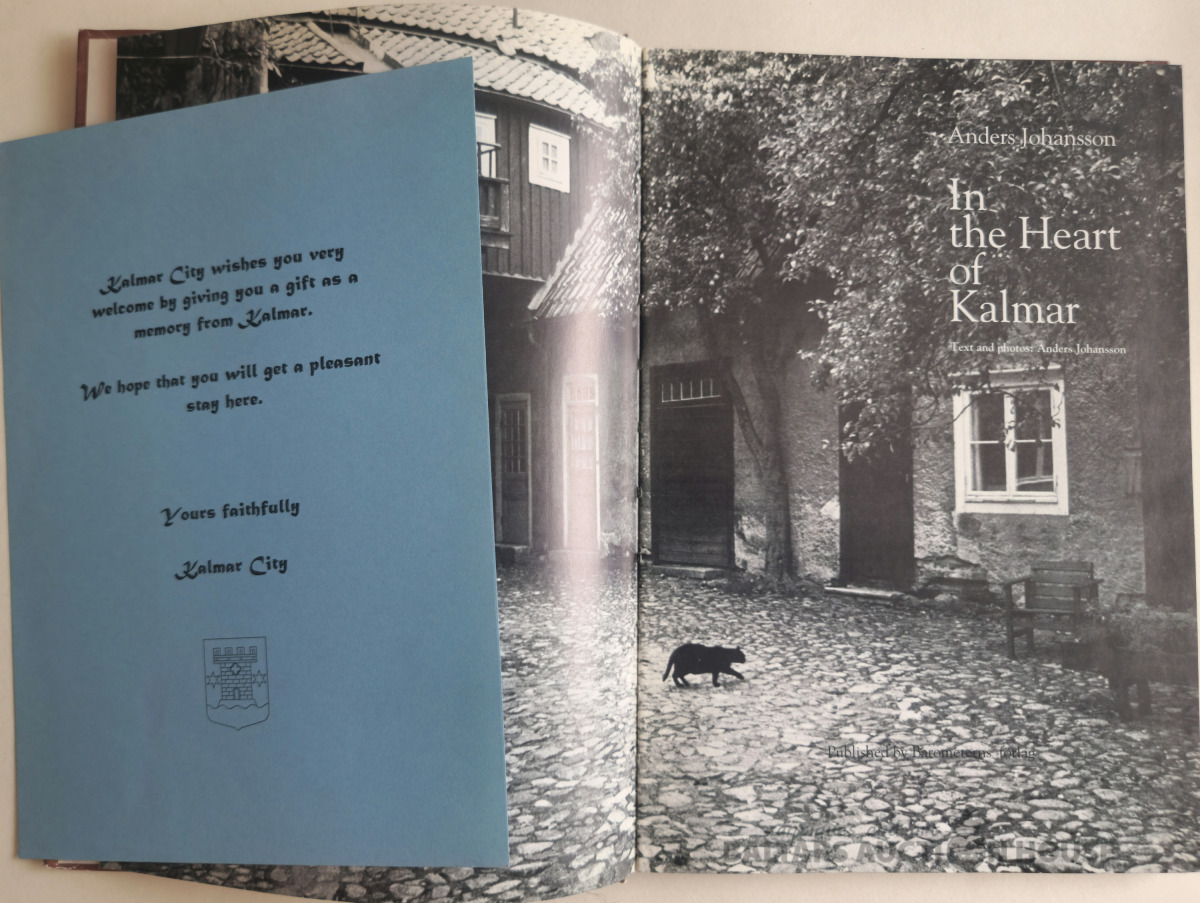 Kalmar City wishes you very
welcome by giving you a gift as a
memory from Kalmar.
We hope that you will get a pleasant
stay here.
Yours faithfully
Kalmar City
Anders Johansson
In
the Heart
of
Kalmar
Text and photos: Anders Johansson
Published by Barometerns förlag
AUCTION HOUSE